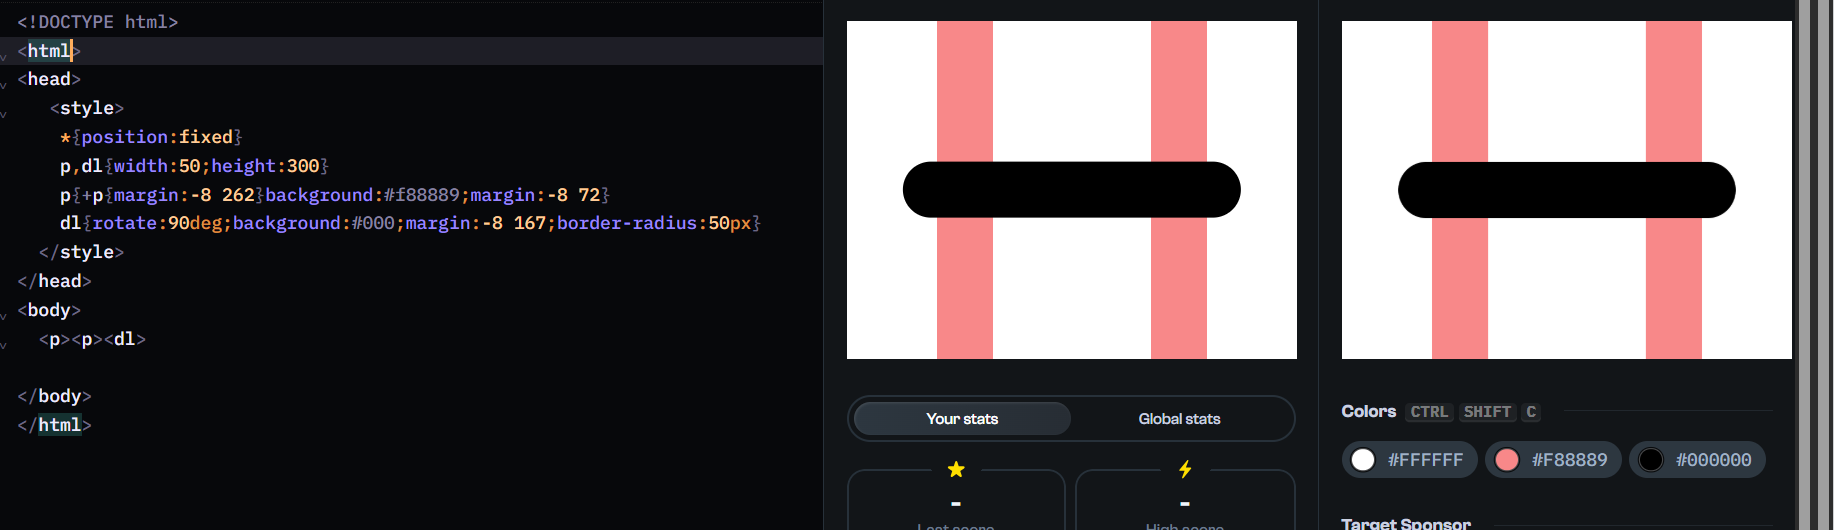 <!DOCTYPE html>
<html>
<head>
<style>
*{position:fixed}
p,dl{width:50;height:300}
p{+p{margin:-8 262}background:#f88889;margin:-8 72}
dl{rotate:90deg;background:#000;margin:-8 167;border-radius:50px}
</style>
</head>
<body>
<p><p><dl>
</body>
</html>
Your stats Global stats
-
-
Last score
High score
Colors CTRL SHIFT C
#FFFFFF #F88889 #000000
Target Sponsor